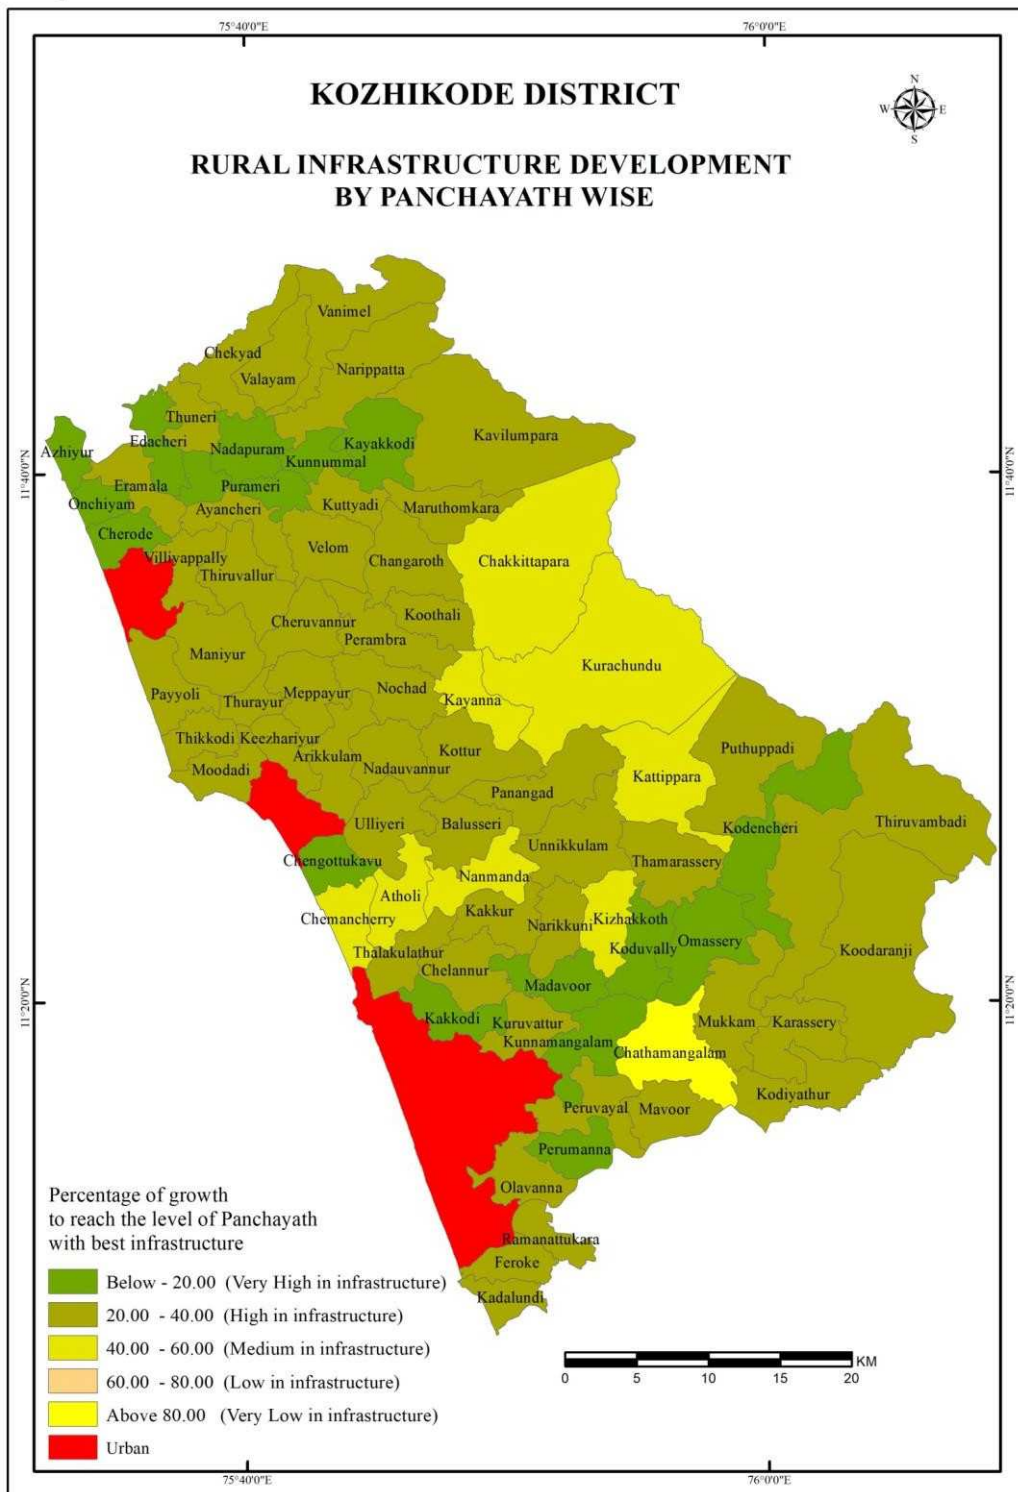 75°40'0"E
76°0'0"E
KOZHIKODE DISTRICT
N
W
E
S
RURAL INFRASTRUCTURE DEVELOPMENT
BY PANCHAYATH WISE
Vanimel
Chekyad
Narippatta
Valayam
Thuneri
Kavilumpara
Edacheri
Nadapuram
Kayakkodi
Azhiyur
Kunnummal
11°40'0"N
11°40'0"N
Eramala
Purameri
Onchiyam
Ayancheri
Kuttyadi
Maruthomkara
Cherode
Villiyappally
Velom
Changaroth
Chakkittapara
Thiruvallur
Cheruvannur
Koothali
Perambra
Maniyur
Kurachundu
Payyoli
Thurayur
Meppayur
Nochad
Kayanna
Thikkodi
Keezhariyur
Arikkulam
Kottur
Puthuppadi
Moodadi
Nadauvannur
Kattippara
Panangad
Ulliyeri
Balusseri
Kodencheri
Thiruvambadi
Unnikkulam
Chengottukavu
Thamarassery
Nanmanda
Atholi
Chemancherry
Kakkur
Narikkuni
Kizhakkoth
Koduvally
Omassery
Koodaranji
Thalakulathur
Chelannur
Madavoor
11°20'0"N
11°20'0"N
Kakkodi
Kuruvattur
Mukkam
Karassery
Kunnamangalam
Chathamangalam
Kodiyathur
Peruvayal
Mavoor
Perumanna
Olavanna
Ramanattukara
Feroke
Kadalundi
Percentage of growth
to reach the level of Panchayath
with best infrastructure
Below - 20.00 (Very High in infrastructure)
20.00 - 40.00 (High in infrastructure)
40.00 - 60.00 (Medium in infrastructure)
60.00 - 80.00 (Low in infrastructure)
Above 80.00 (Very Low in infrastructure)
Urban
KM
0 5 10 15 20
75°40'0"E
76°0'0"E